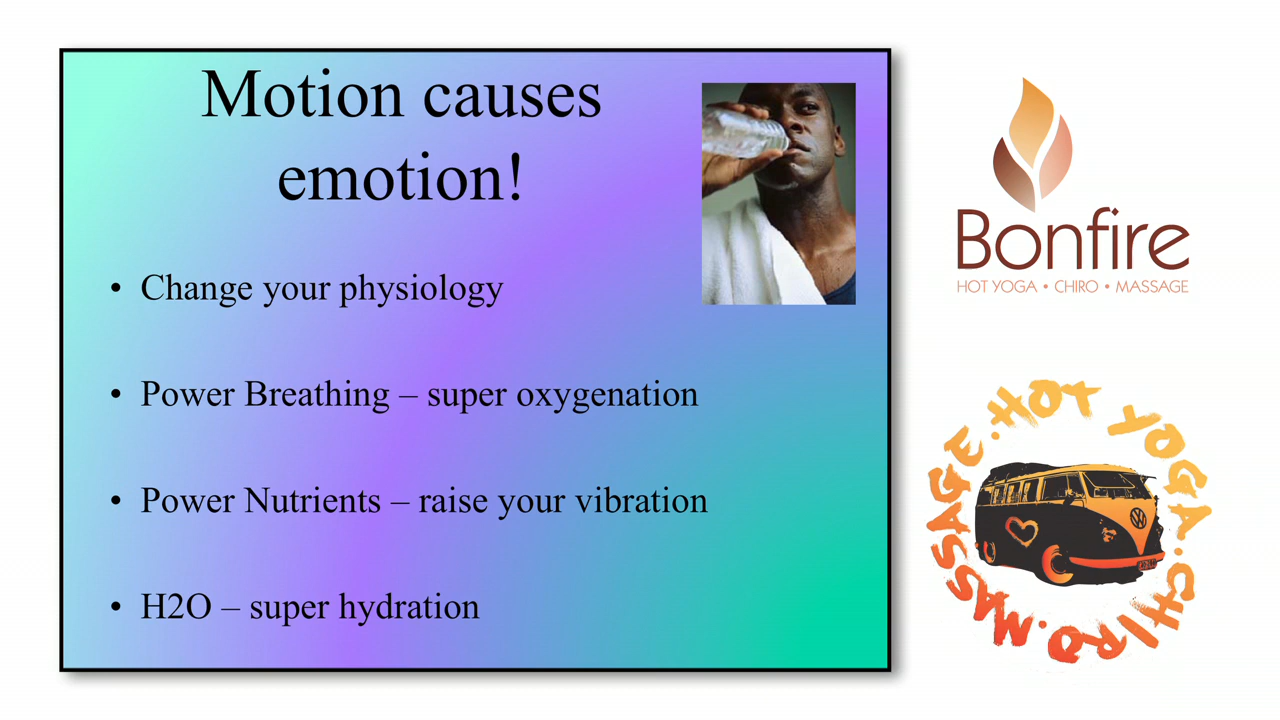 Motion causes
emotion!
• Change your physiology
• Power Breathing – super oxygenation
• Power Nutrients – raise your vibration
• H2O – super hydration
Bonfire
HOT YOGA • CHIRO • MASSAGE
HOT YOGA · CHIRO · MASSAGE ·
VW